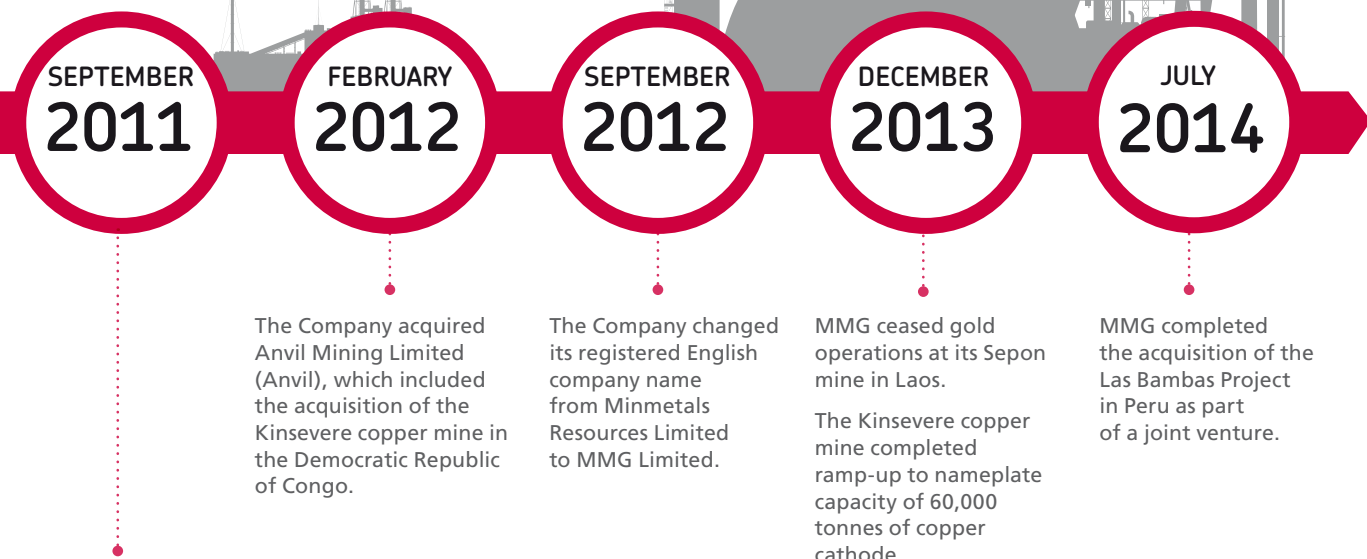 SEPTEMBER
2011
FEBRUARY
2012
SEPTEMBER
2012
DECEMBER
2013
JULY
2014
The Company acquired
Anvil Mining Limited
(Anvil), which included
the acquisition of the
Kinsevere copper mine in
the Democratic Republic
of Congo.
The Company changed
its registered English
company name
from Minmetals
Resources Limited
to MMG Limited.
MMG ceased gold
operations at its Sepon
mine in Laos.
The Kinsevere copper
mine completed
ramp-up to nameplate
capacity of 60,000
tonnes of copper
cathode
MMG completed
the acquisition of the
Las Bambas Project
in Peru as part
of a joint venture.